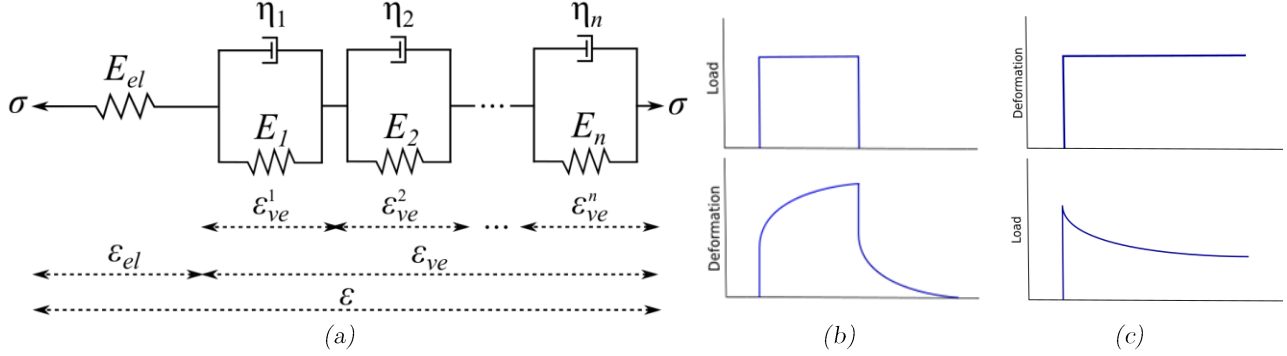 η1 η2 ηn
Eel
σ σ
... 
E1 E2 En
ε1ve ε2ve ... εnve
εel εve
ε
(a)
Load
Deformation
(b)
Deformation
Load
(c)